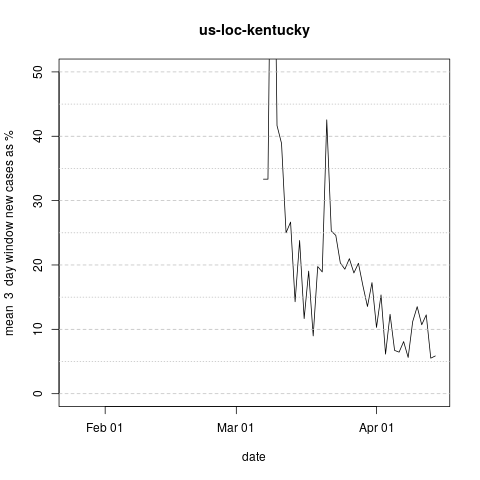 us-loc-kentucky
mean 3 day window new cases as %
50
40
30
20
10
0
Feb 01
Mar 01
Apr 01
date